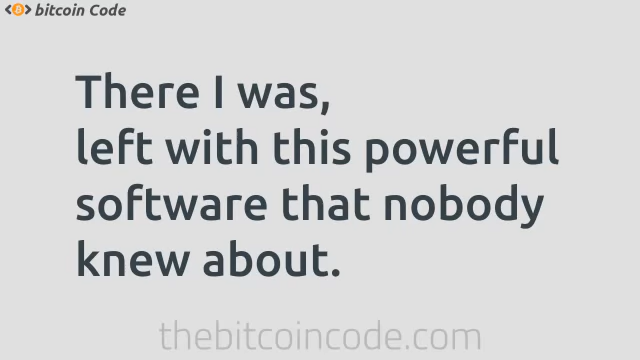 bitcoin Code
There I was,
left with this powerful
software that nobody
knew about.
thebitcoincode.com